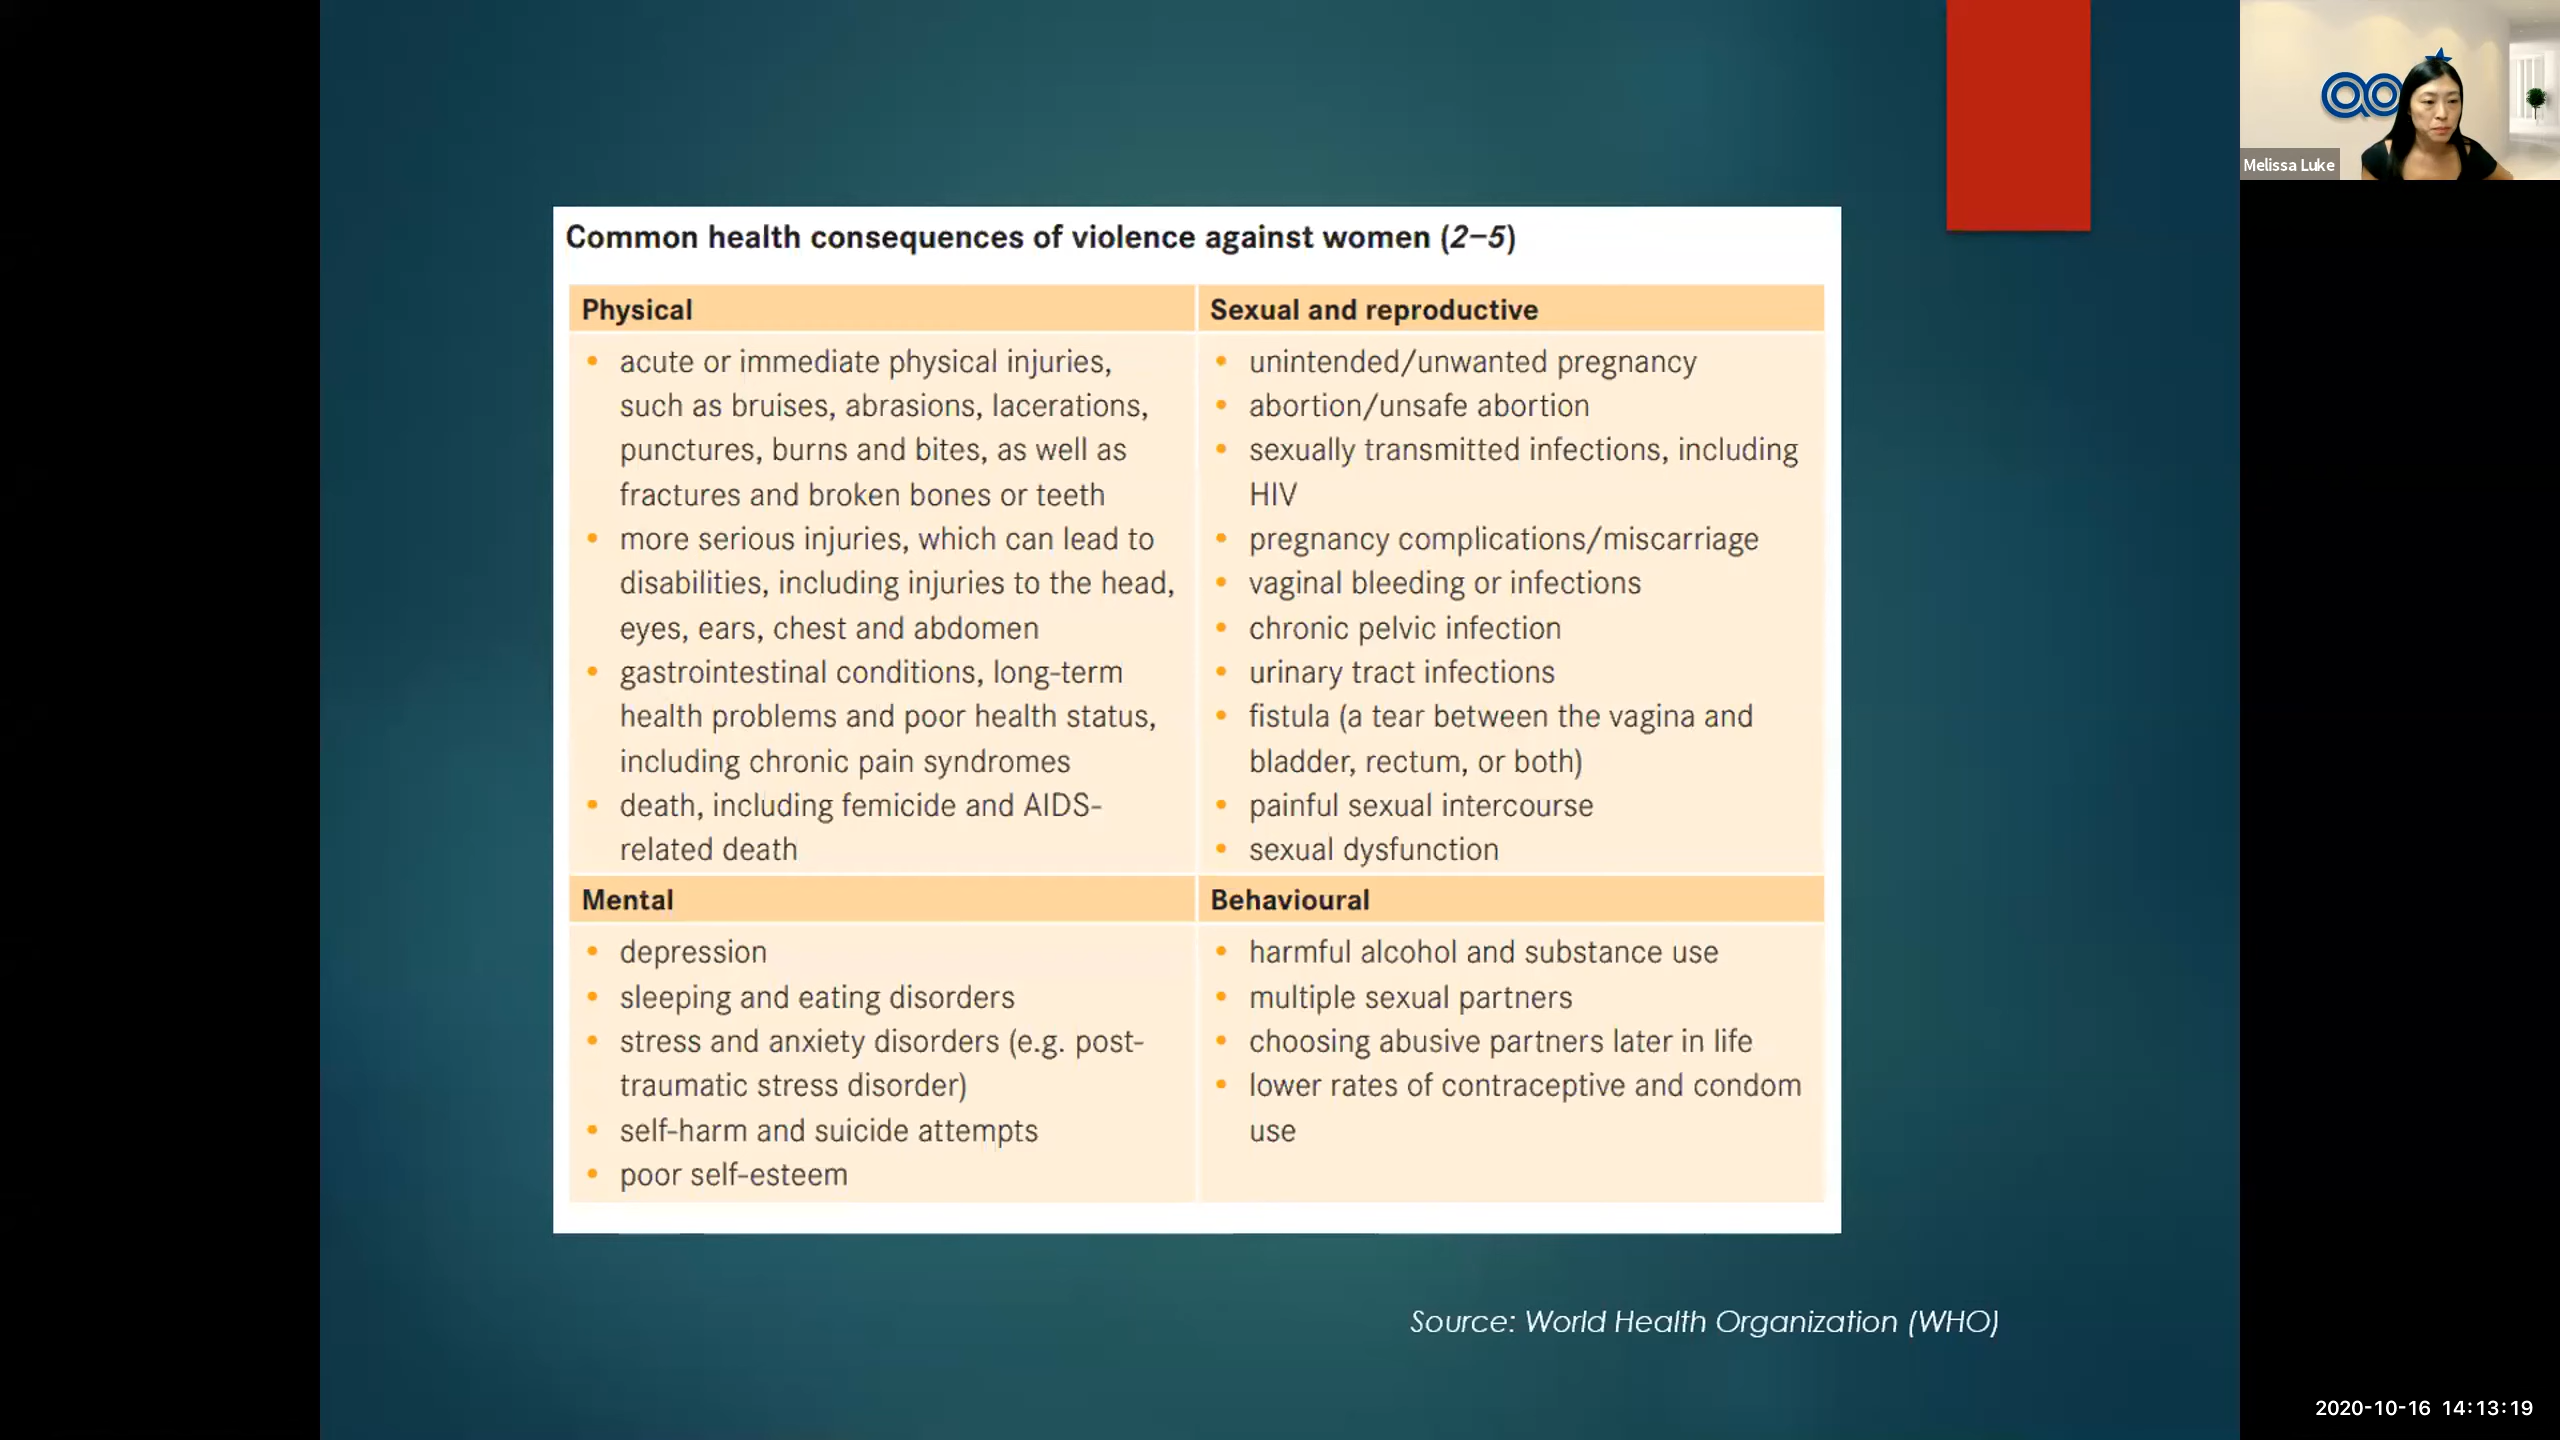 Melissa Luke
Common health consequences of violence against women (2–5)
Physical
• acute or immediate physical injuries,
such as bruises, abrasions, lacerations,
punctures, burns and bites, as well as
fractures and broken bones or teeth
• more serious injuries, which can lead to
disabilities, including injuries to the head,
eyes, ears, chest and abdomen
• gastrointestinal conditions, long-term
health problems and poor health status,
including chronic pain syndromes
• death, including femicide and AIDS-
related death
Sexual and reproductive
• unintended/unwanted pregnancy
• abortion/unsafe abortion
• sexually transmitted infections, including
HIV
• pregnancy complications/miscarriage
• vaginal bleeding or infections
• chronic pelvic infection
• urinary tract infections
• fistula (a tear between the vagina and
bladder, rectum, or both)
• painful sexual intercourse
• sexual dysfunction
Mental
• depression
• sleeping and eating disorders
• stress and anxiety disorders (e.g. post-
traumatic stress disorder)
• self-harm and suicide attempts
• poor self-esteem
Behavioural
• harmful alcohol and substance use
• multiple sexual partners
• choosing abusive partners later in life
• lower rates of contraceptive and condom
use
Source: World Health Organization (WHO)
2020-10-16 14:13:19